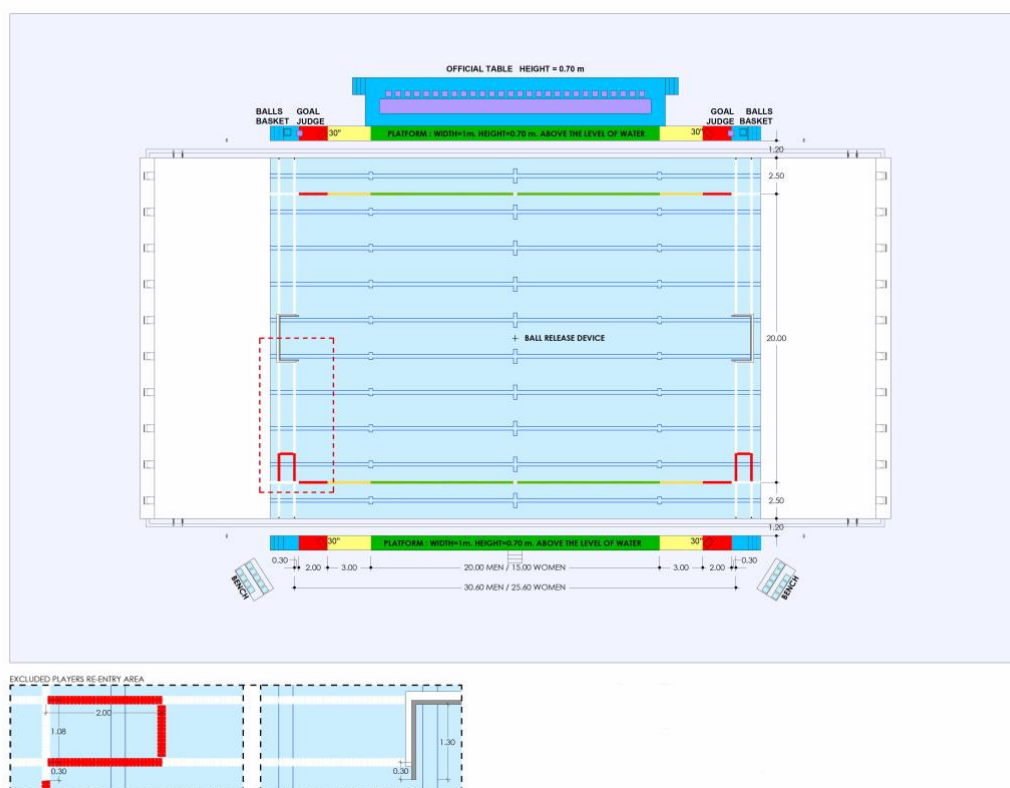 OFFICIAL TABLE HEIGHT = 0.70 m
BALLS GOAL
BASKET JUDGE
GOAL BALLS
JUDGE BASKET
30"
PLATFORM : WIDTH=1m. HEIGHT=0.70 m. ABOVE THE LEVEL OF WATER
30"
1.20
2.50
BALL RELEASE DEVICE
20.00
2.50
1.20
30"
PLATFORM : WIDTH=1m. HEIGHT=0.70 m. ABOVE THE LEVEL OF WATER
30"
0.30
2.00
3.00
20.00 MEN / 15.00 WOMEN
3.00
2.00
0.30
30.60 MEN / 25.60 WOMEN
BENCH
BENCH
EXCLUDED PLAYERS RE-ENTRY AREA
2.00
1.08
0.30
1.30
0.30